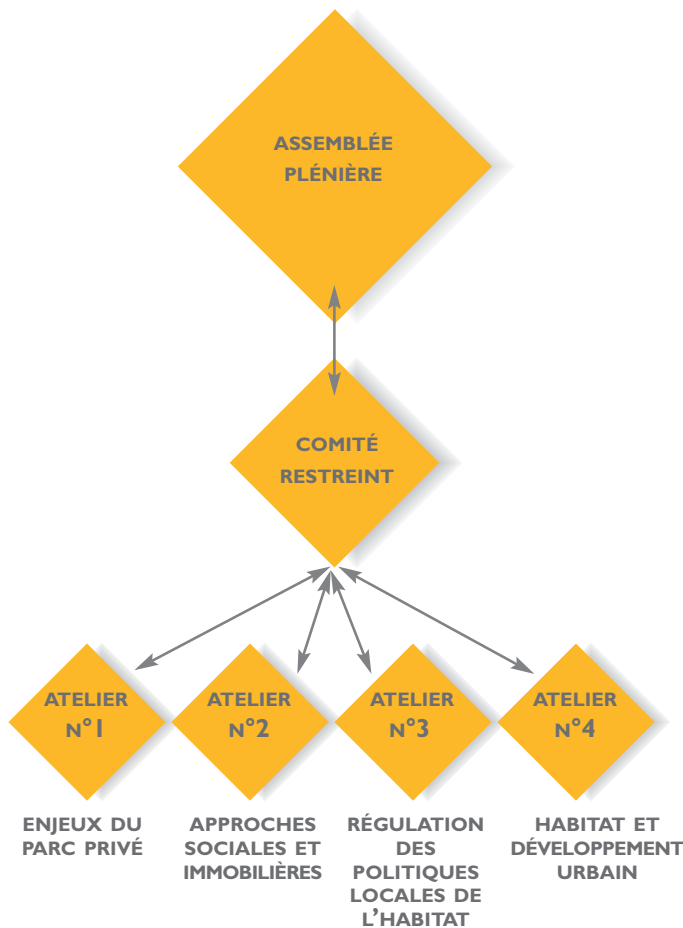 ASSEMBLÉE
PLÉNIÈRE
COMITÉ
RESTREINT
ATELIER
N°1
ATELIER
N°2
ATELIER
N°3
ATELIER
N°4
ENJEUX DU
PARC PRIVÉ
APPROCHES
SOCIALES ET
IMMOBILIÈRES
RÉGULATION
DES
POLITIQUES
LOCALES DE
L'HABITAT
HABITAT ET
DÉVELOPPEMENT
URBAIN